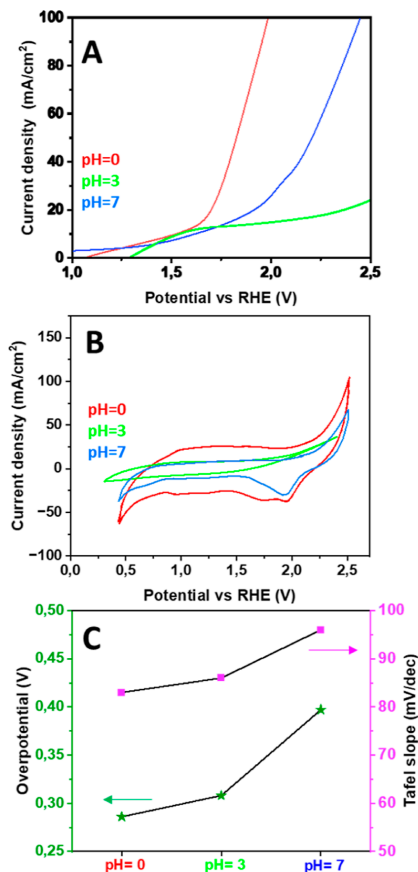 100
80
60
40
20
0
1,0
1,5
2,0
2,5
Current density (mA/cm²)
Potential vs RHE (V)
A
pH=0
pH=3
pH=7
150
100
50
0
−50
−100
0,0
0,5
1,0
1,5
2,0
2,5
Current density (mA/cm²)
Potential vs RHE (V)
B
pH=0
pH=3
pH=7
0,50
0,45
0,40
0,35
0,30
0,25
Overpotential (V)
C
100
90
80
70
60
50
Tafel slope (mV/dec)
pH= 0
pH= 3
pH= 7